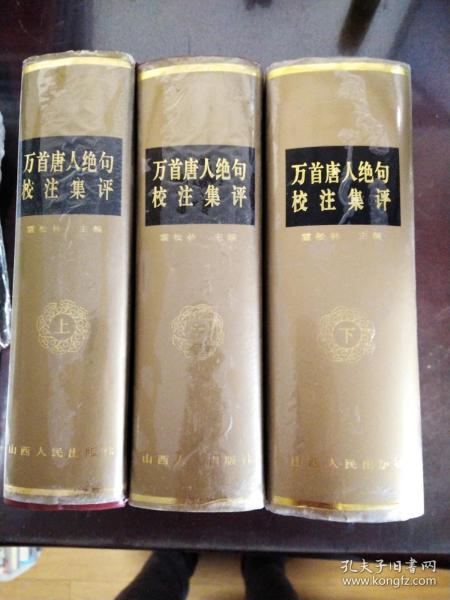 万首唐人绝句
校注集评
霍松林 主编
上
山西人民出版社
万首唐人绝句
校注集评
霍松林 主编
中
山西人民出版社
万首唐人绝句
校注集评
霍松林 主编
下
山西人民出版社
孔夫子旧书网
www.kongfz.com